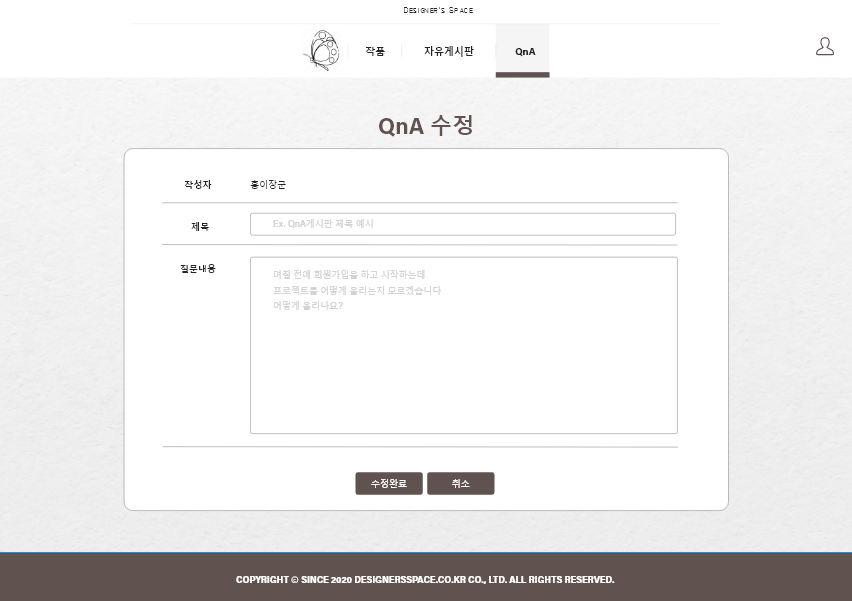 Designer's Space
작품
자유게시판
QnA
QnA 수정
작성자
홍이장군
제목
Ex. QnA게시판 제목 예시
질문내용
며칠 전에 회원가입을 하고 시작하는데
프로젝트를 어떻게 올리는지 모르겠습니다
어떻게 올리나요?
수정완료
취소
COPYRIGHT © SINCE 2020 DESIGNERSSPACE.CO.KR CO., LTD. ALL RIGHTS RESERVED.